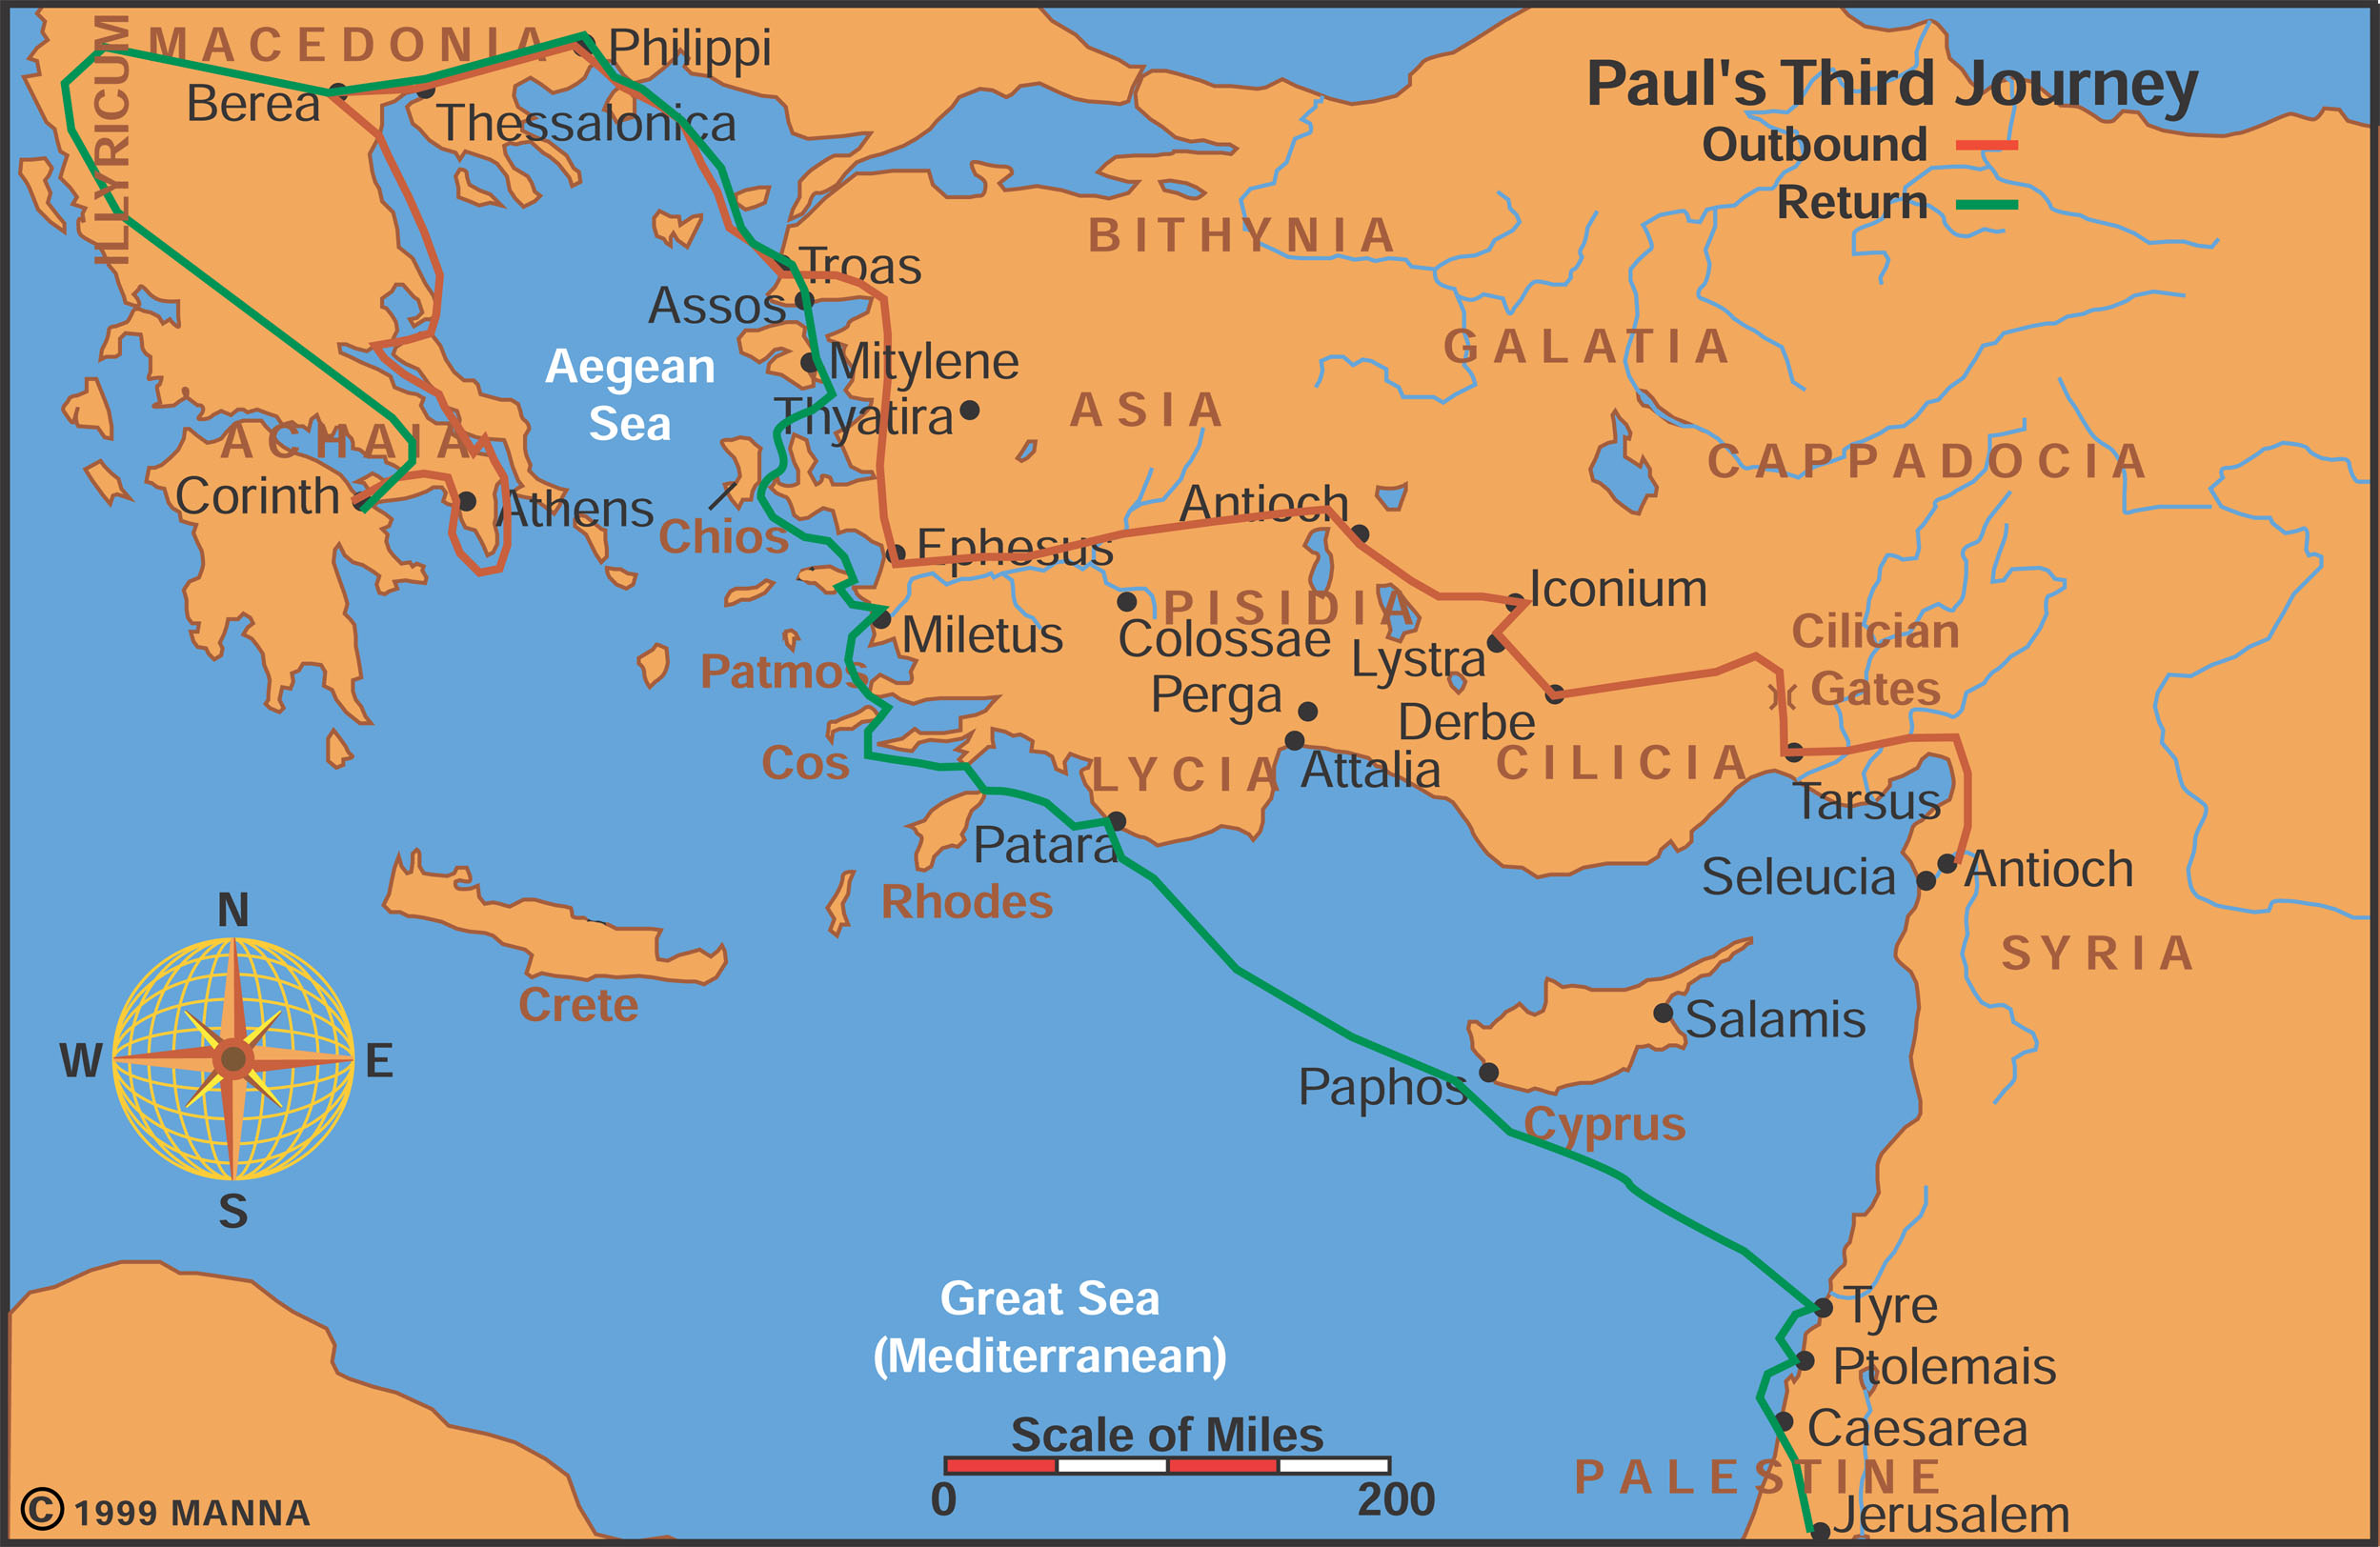 Paul's Third Journey
Outbound
Return
MACEDONIA
Philippi
Berea
Thessalonica
ILLYRICUM
BITHYNIA
Troas
Assos
GALATIA
Aegean
Sea
Mitylene
Thyatira
ASIA
ACHAIA
CAPPADOCIA
Corinth
Athens
Chios
Antioch
Ephesus
Iconium
PISIDIA
Colossae
Cilician
Gates
Miletus
Lystra
Patmos
Perga
Derbe
Cos
LYCIA
Attalia
CILICIA
Tarsus
Patara
Seleucia
Antioch
Rhodes
SYRIA
Crete
Salamis
Paphos
Cyprus
N
W
E
S
Great Sea
(Mediterranean)
Tyre
Ptolemais
Caesarea
PALESTINE
Jerusalem
Scale of Miles
0 200
© 1999 MANNA